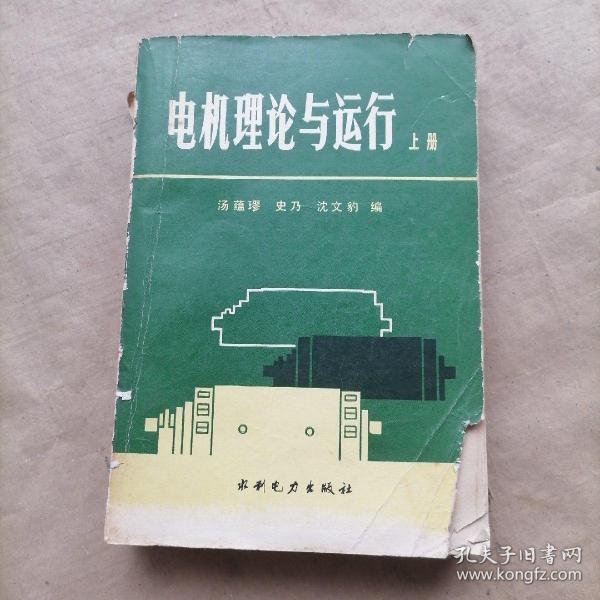 电机理论与运行 上册
汤蕴璆 史乃 沈文豹 编
水利电力出版社
孔夫子旧书网
www.kongfz.com